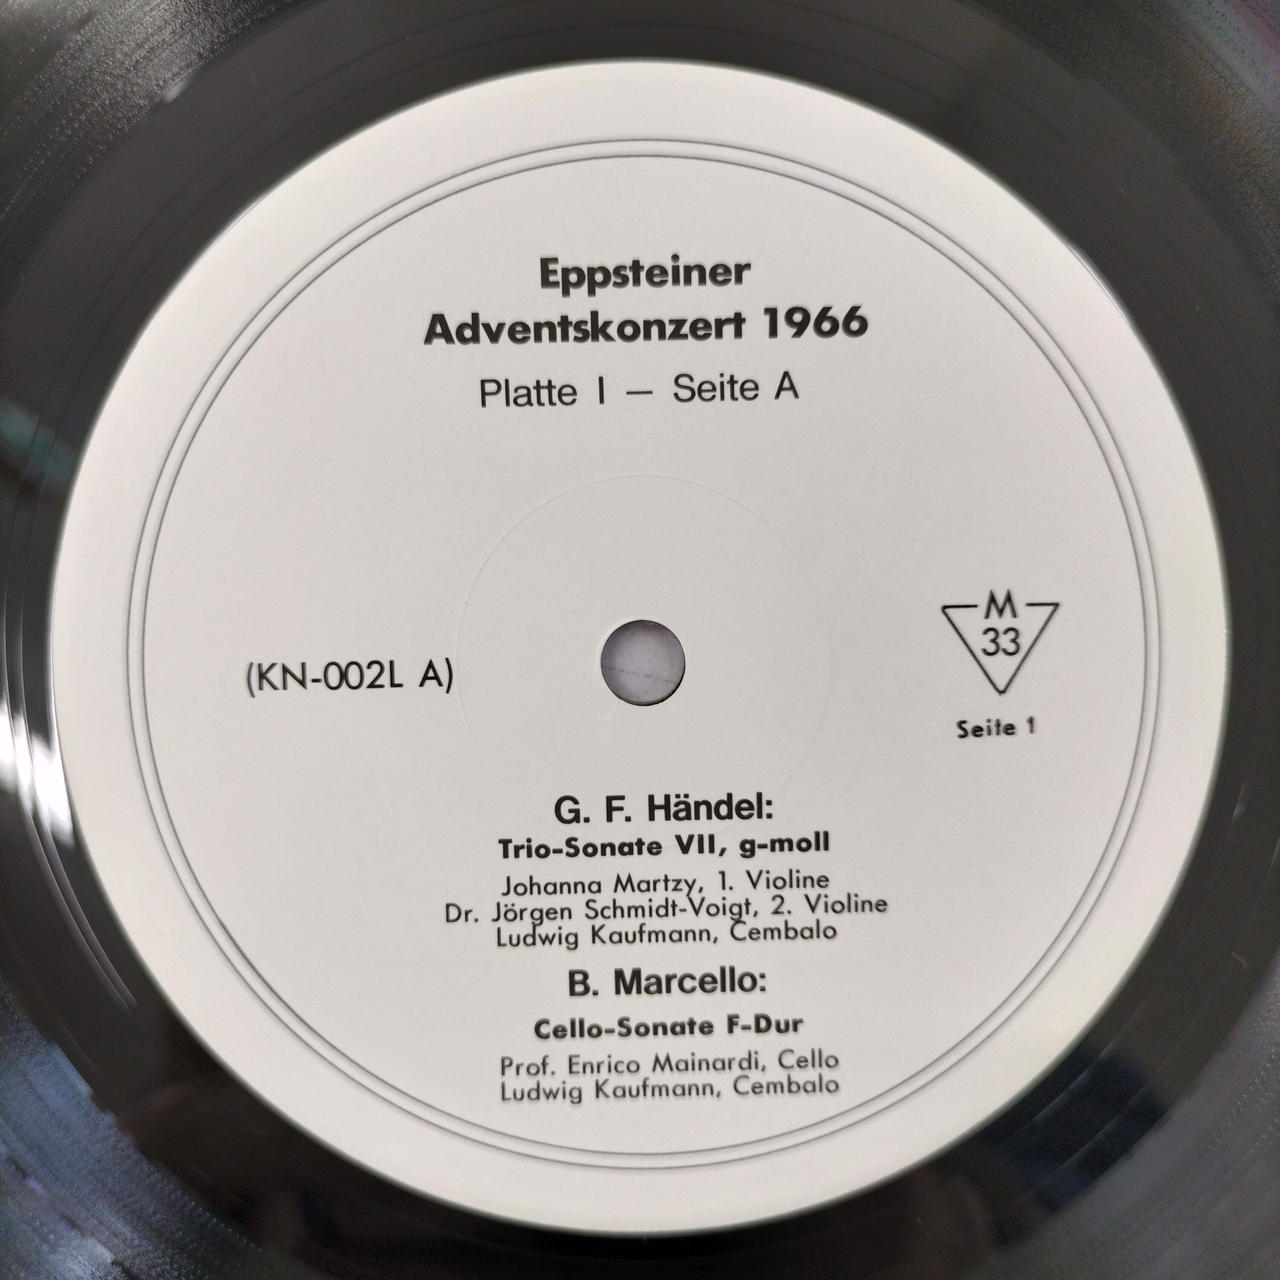 Eppsteiner
Adventskonzert 1966
Platte I – Seite A
M
33
(KN-002L A)
Seite 1
G. F. Händel:
Trio-Sonate VII, g-moll
Johanna Martzy, 1. Violine
Dr. Jörgen Schmidt-Voigt, 2. Violine
Ludwig Kaufmann, Cembalo
B. Marcello:
Cello-Sonate F-Dur
Prof. Enrico Mainardi, Cello
Ludwig Kaufmann, Cembalo